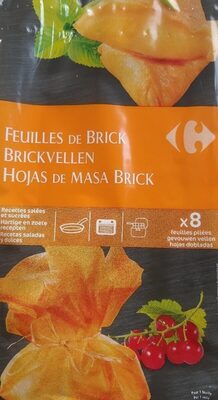 FEUILLES DE BRICK
BRICKVELLEN
HOJAS DE MASA BRICK
Recettes salées
et sucrées
Hartige en zoete
recepten
Recetas saladas
y dulces
x8
feuilles pliées
gevouwen vellen
hojas dobladas